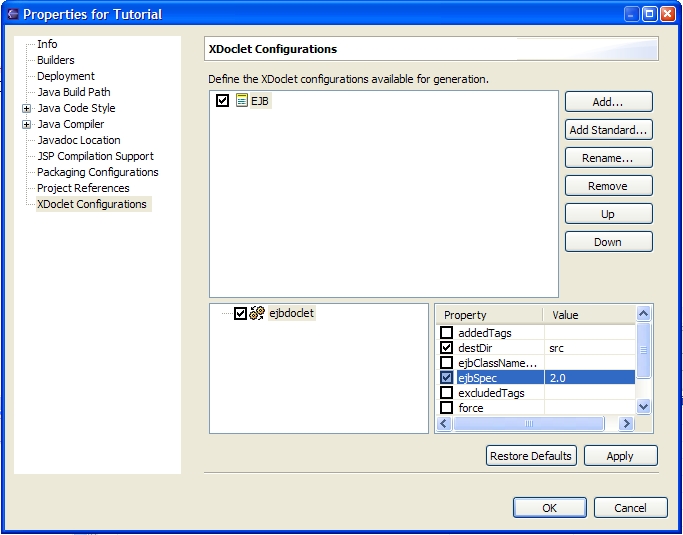 Properties for Tutorial
Info
Builders
Deployment
Java Build Path
Java Code Style
Java Compiler
Javadoc Location
JSP Compilation Support
Packaging Configurations
Project References
XDoclet Configurations
XDoclet Configurations
Define the XDoclet configurations available for generation.
EJB
Add...
Add Standard...
Rename...
Remove
Up
Down
ejbdoclet
Property Value
addedTags
destDir src
ejbClassName...
ejbSpec 2.0
excludedTags
force
Restore Defaults Apply
OK Cancel